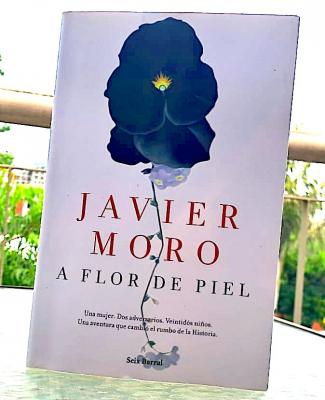 JAVIER
MORO
A FLOR DE PIEL
Una mujer. Dos adversarios. Veintidós niños.
Una aventura que cambió el rumbo de la Historia.
Seix Barral